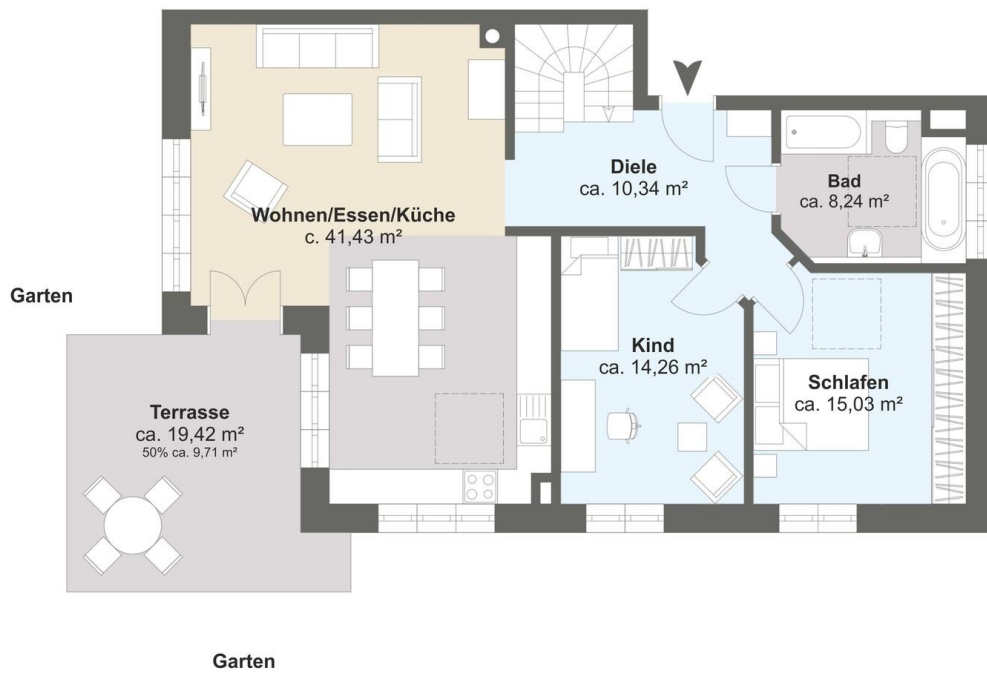 Diele
ca. 10,34 m²
Bad
ca. 8,24 m²
Wohnen/Essen/Küche
c. 41,43 m²
Garten
Kind
ca. 14,26 m²
Schlafen
ca. 15,03 m²
Terrasse
ca. 19,42 m²
50% ca. 9,71 m²
Garten